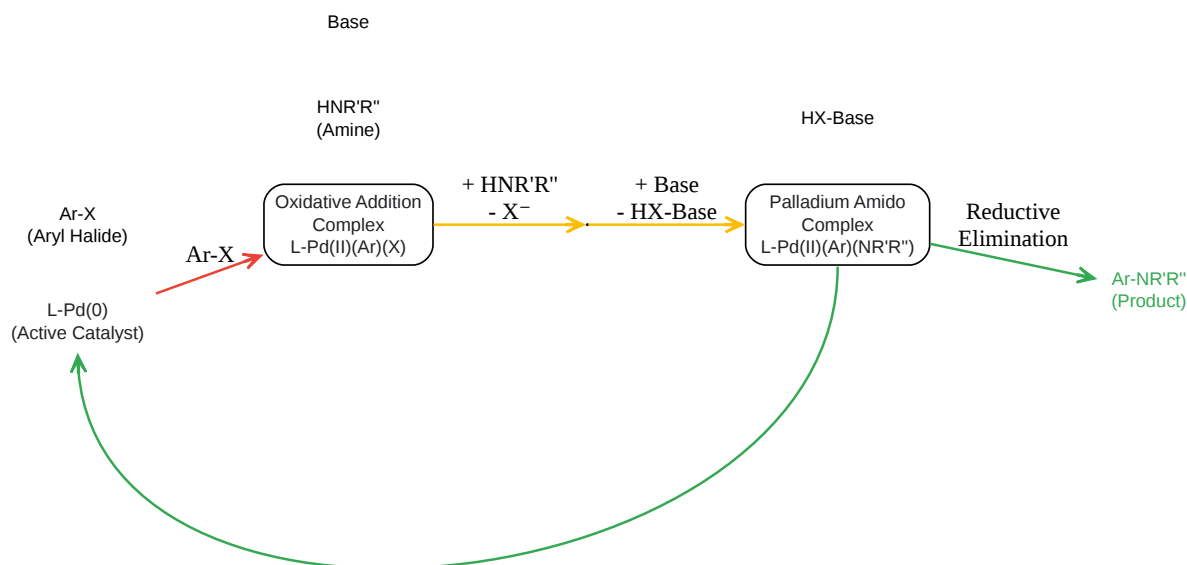 Base
HNR'R"
(Amine)
HX-Base
Ar-X
(Aryl Halide)
L-Pd(0)
(Active Catalyst)
Ar-X
Oxidative Addition
Complex
L-Pd(II)(Ar)(X)
+ HNR'R"
- X⁻
+ Base
- HX-Base
Palladium Amido
Complex
L-Pd(II)(Ar)(NR'R")
Reductive
Elimination
Ar-NR'R"
(Product)